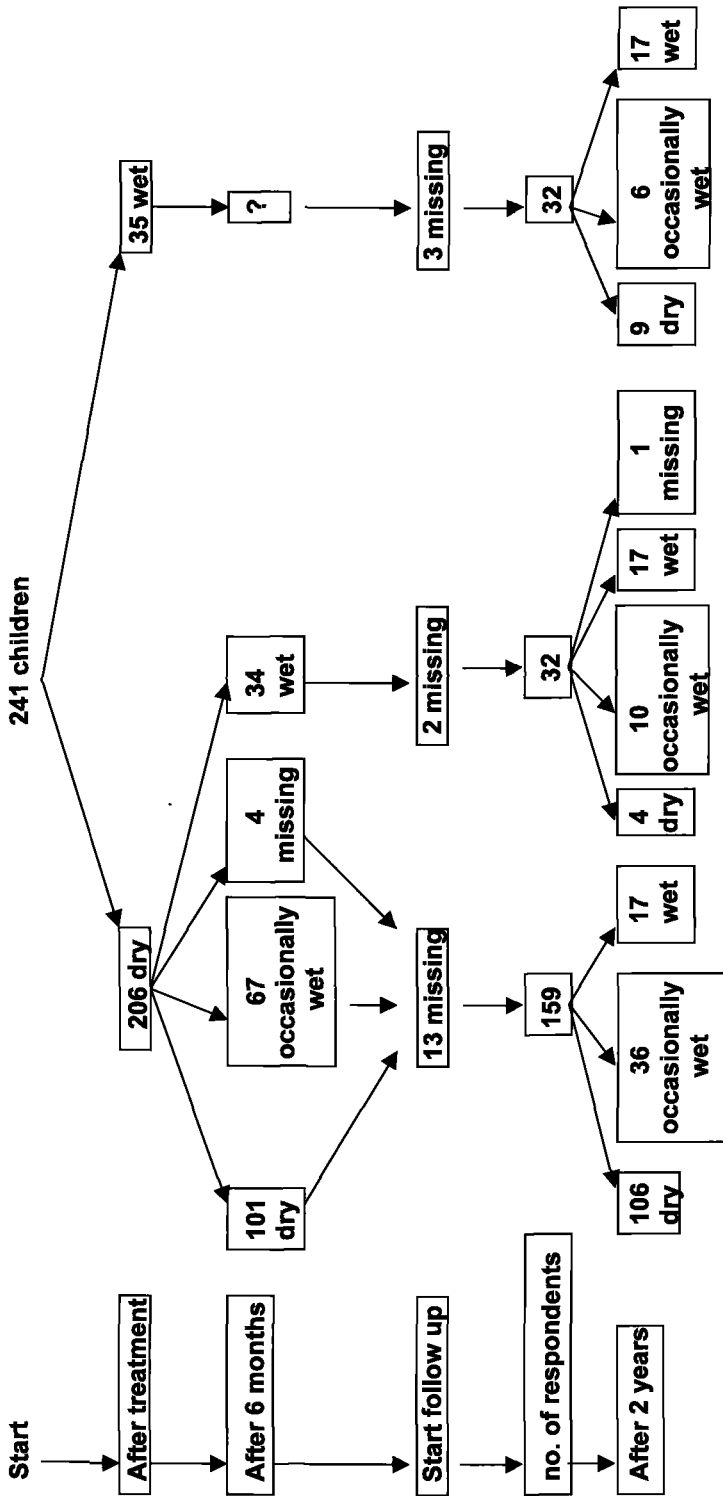 Start
241 children
After treatment
206 dry
35 wet
After 6 months
101
dry
67
occasionally
wet
4
missing
34
wet
?
Start follow up
13 missing
2 missing
3 missing
no. of respondents
159
32
32
After 2 years
106
dry
36
occasionally
wet
17
wet
4
dry
10
occasionally
wet
17
wet
1
missing
9
dry
6
occasionally
wet
17
wet